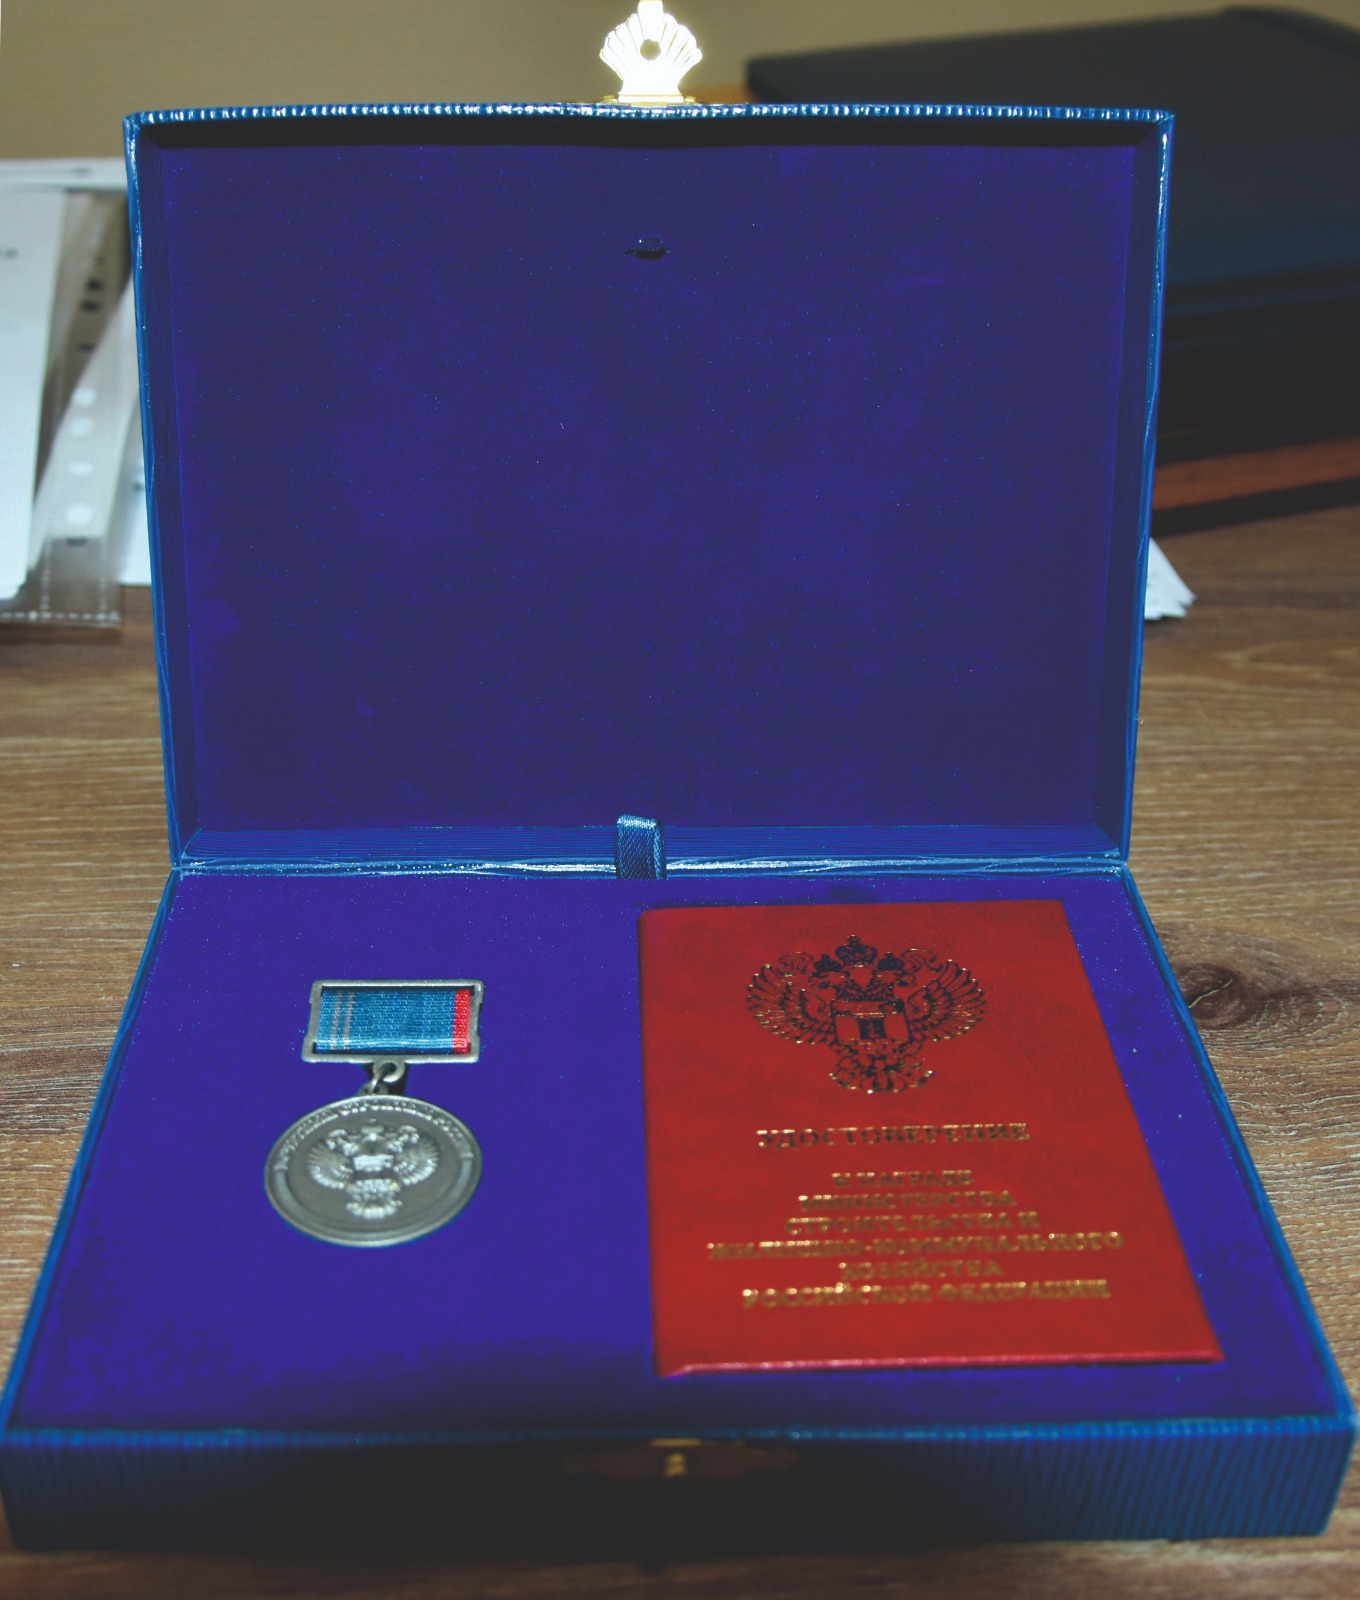 УДОСТОВЕРЕНИЕ
К НАГРАДЕ
МИНИСТЕРСТВА
СТРОИТЕЛЬСТВА И
ЖИЛИЩНО-КОММУНАЛЬНОГО
ХОЗЯЙСТВА
РОССИЙСКОЙ ФЕДЕРАЦИИ